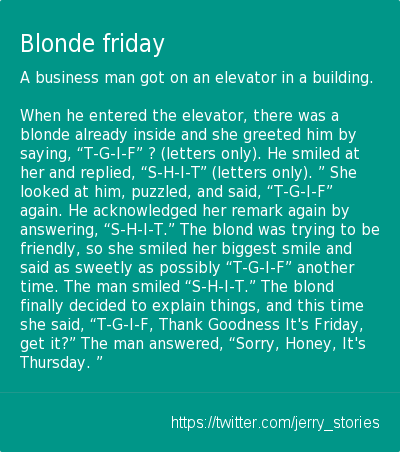 Blonde friday
A business man got on an elevator in a building.
When he entered the elevator, there was a
blonde already inside and she greeted him by
saying, “T-G-I-F” ? (letters only). He smiled at
her and replied, “S-H-I-T” (letters only). ” She
looked at him, puzzled, and said, “T-G-I-F”
again. He acknowledged her remark again by
answering, “S-H-I-T.” The blond was trying to be
friendly, so she smiled her biggest smile and
said as sweetly as possibly “T-G-I-F” another
time. The man smiled “S-H-I-T.” The blond
finally decided to explain things, and this time
she said, “T-G-I-F, Thank Goodness It's Friday,
get it?” The man answered, “Sorry, Honey, It's
Thursday. ”
https://twitter.com/jerry_stories